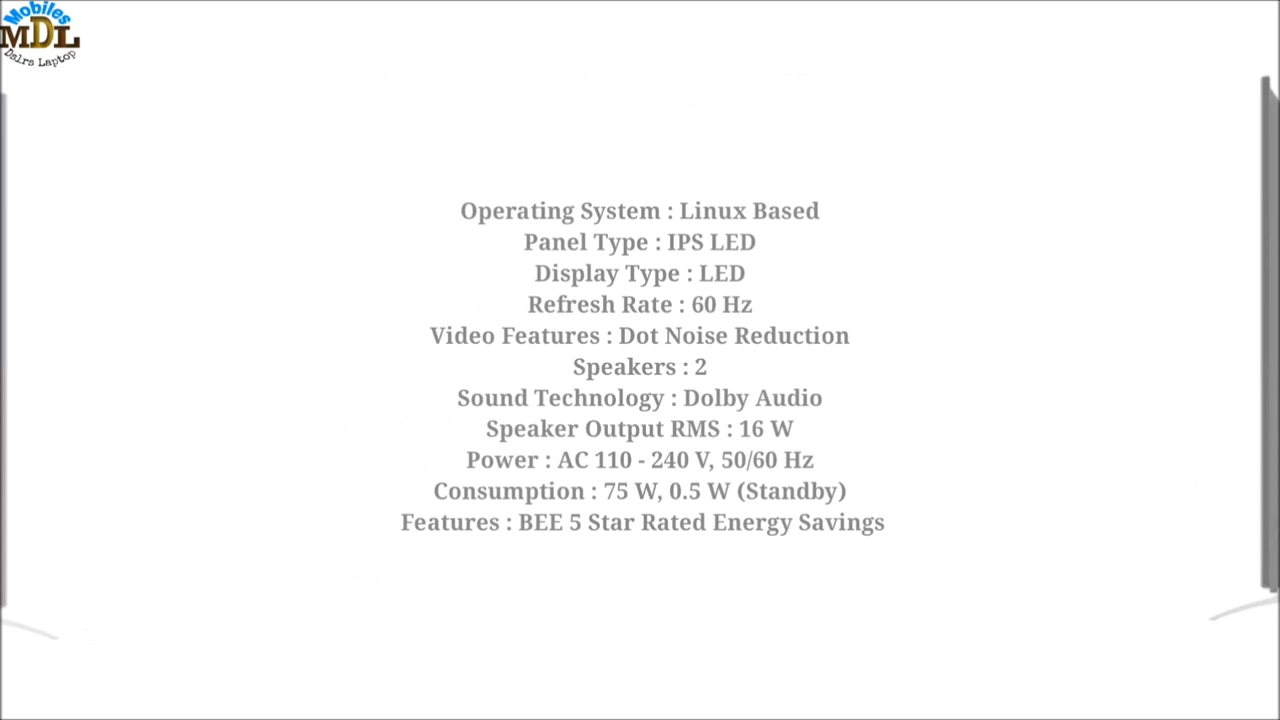 Mobiles
MDL
Dslrs Laptop
Operating System : Linux Based
Panel Type : IPS LED
Display Type : LED
Refresh Rate : 60 Hz
Video Features : Dot Noise Reduction
Speakers : 2
Sound Technology : Dolby Audio
Speaker Output RMS : 16 W
Power : AC 110 - 240 V, 50/60 Hz
Consumption : 75 W, 0.5 W (Standby)
Features : BEE 5 Star Rated Energy Savings